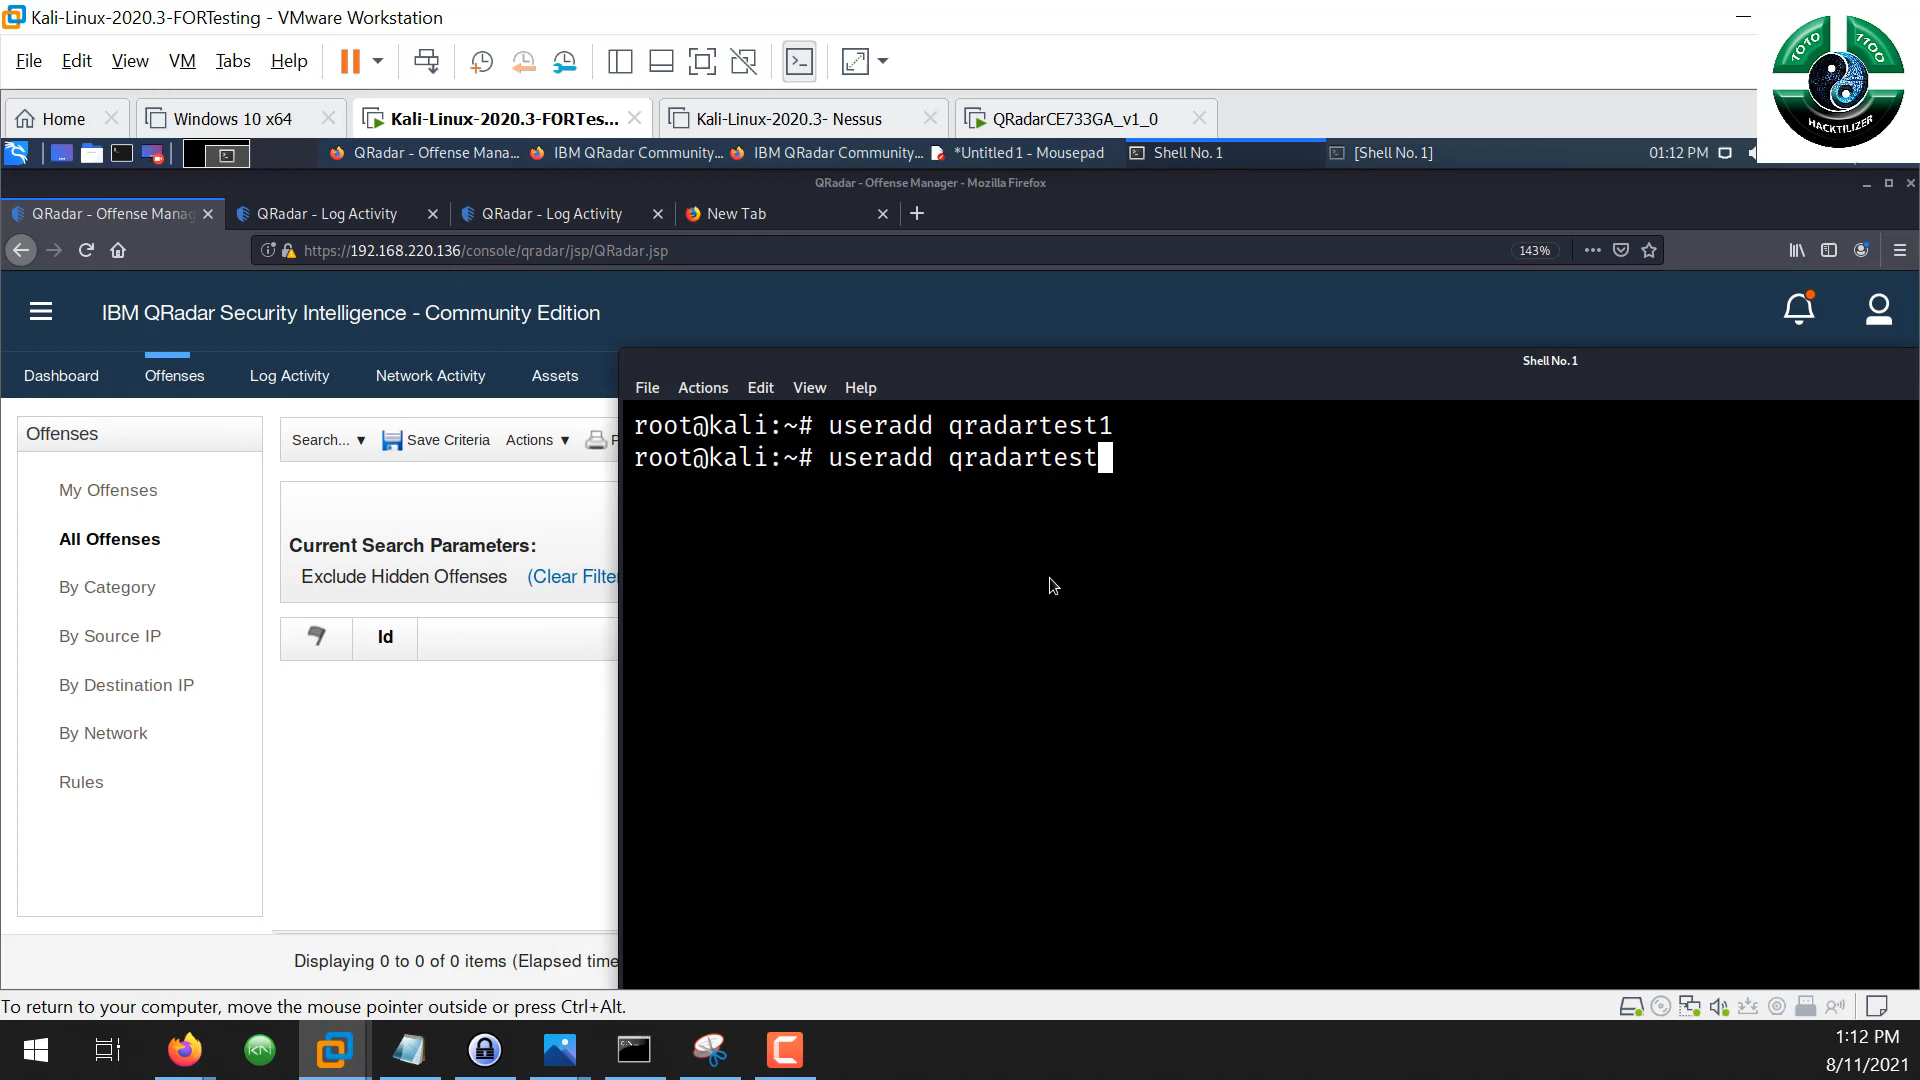 Kali-Linux-2020.3-FORTesting - VMware Workstation
File Edit View VM Tabs Help
Home Windows 10 x64 Kali-Linux-2020.3-FORTes... Kali-Linux-2020.3- Nessus QRadarCE733GA_v1_0
1010 1100
HACKTILIZER
QRadar - Offense Mana... IBM QRadar Community... IBM QRadar Community... *Untitled 1 - Mousepad Shell No. 1 [Shell No. 1] 01:12 PM
QRadar - Offense Manager - Mozilla Firefox
QRadar - Offense Manag QRadar - Log Activity QRadar - Log Activity New Tab
https://192.168.220.136/console/qradar/jsp/QRadar.jsp 143%
IBM QRadar Security Intelligence - Community Edition
Dashboard Offenses Log Activity Network Activity Assets
Shell No. 1
File Actions Edit View Help
root@kali:~# useradd qradartest1
root@kali:~# useradd qradartest
Offenses
My Offenses
All Offenses
By Category
By Source IP
By Destination IP
By Network
Rules
Search... ▼ Save Criteria Actions ▼ P
Current Search Parameters:
Exclude Hidden Offenses (Clear Filte
Id
Displaying 0 to 0 of 0 items (Elapsed time
To return to your computer, move the mouse pointer outside or press Ctrl+Alt.
KN
1:12 PM
8/11/2021